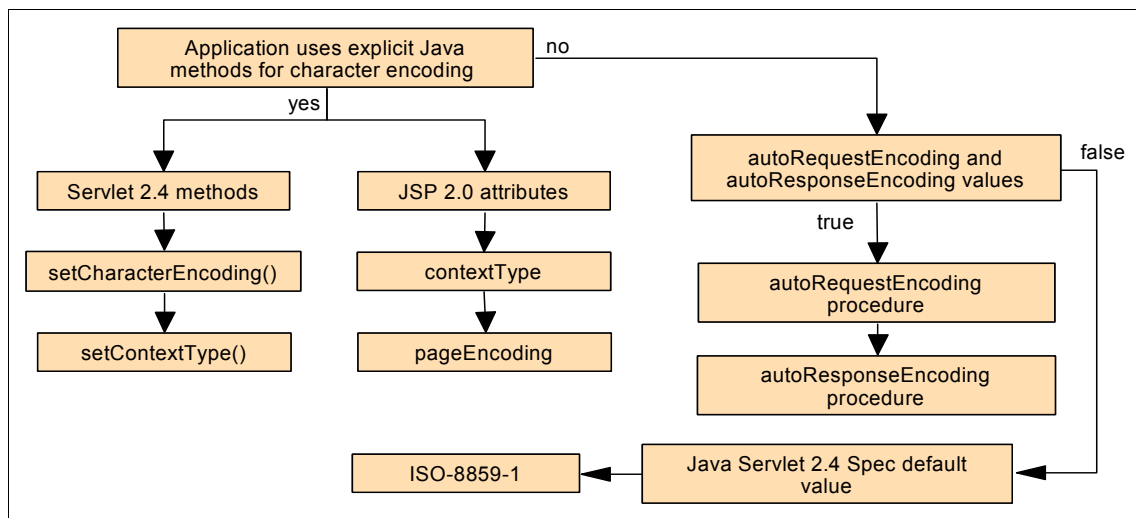 Application uses explicit Java
methods for character encoding
no
yes
Servlet 2.4 methods
JSP 2.0 attributes
autoRequestEncoding and
autoResponseEncoding values
false
true
setCharacterEncoding()
contextType
autoRequestEncoding
procedure
setContextType()
pageEncoding
autoResponseEncoding
procedure
ISO-8859-1
Java Servlet 2.4 Spec default
value